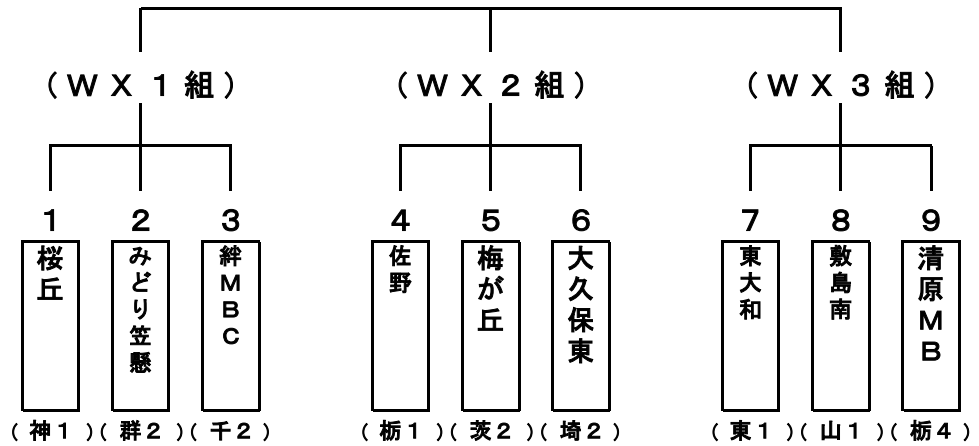 (ＷＸ１組)
(ＷＸ２組)
(ＷＸ３組)
1
2
3
4
5
6
7
8
9
桜丘
みどり笠懸
絆ＭＢＣ
佐野
梅が丘
大久保東
東大和
敷島南
清原ＭＢ
(神１)
(群２)
(千２)
(栃１)
(茨２)
(埼２)
(東１)
(山１)
(栃４)